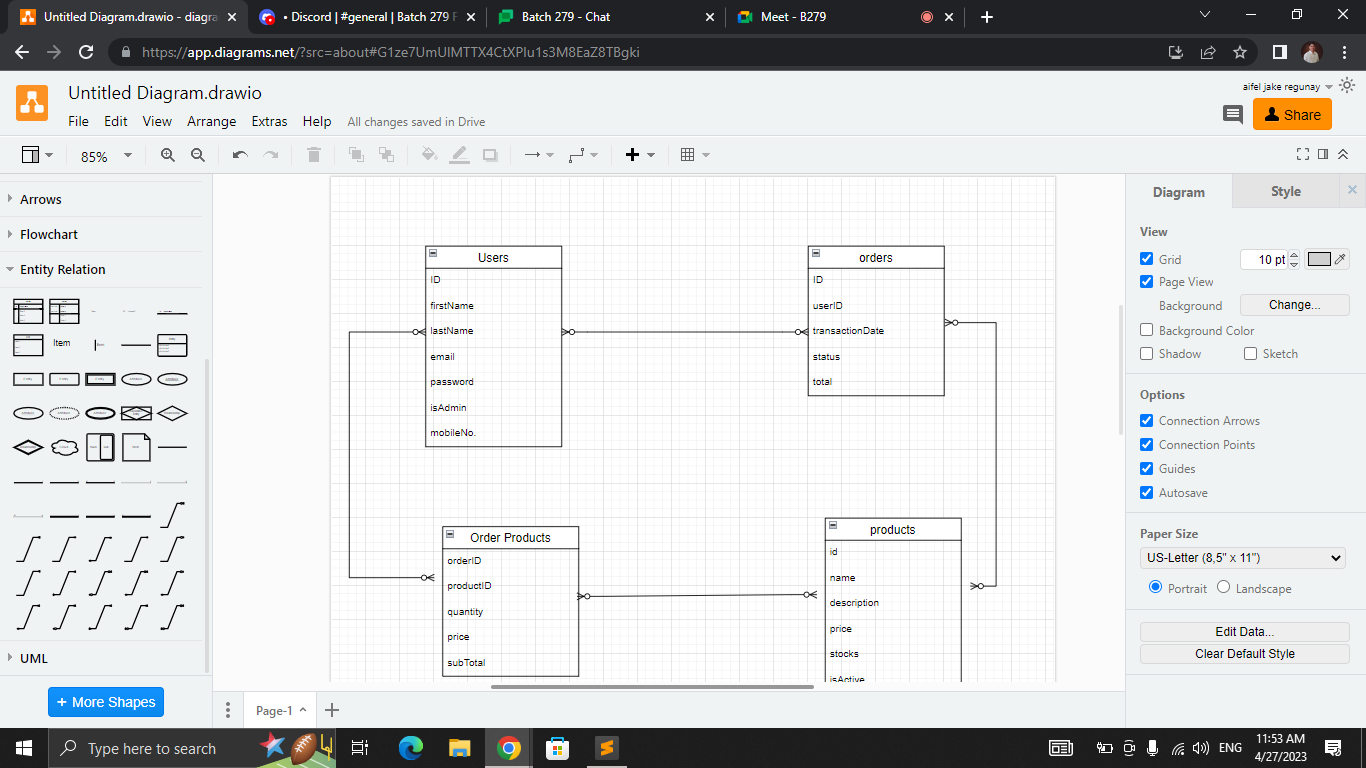 Untitled Diagram.drawio - diagra
• Discord | #general | Batch 279 F
Batch 279 - Chat
Meet - B279
https://app.diagrams.net/?src=about#G1ze7UmUlMTTX4CtXPlu1s3M8EaZ8TBgki
Untitled Diagram.drawio
aifel jake regunay
File Edit View Arrange Extras Help All changes saved in Drive
Share
85%
Arrows
Flowchart
Entity Relation
Item
UML
+ More Shapes
Users
ID
firstName
lastName
email
password
isAdmin
mobileNo.
orders
ID
userID
transactionDate
status
total
Order Products
orderID
productID
quantity
price
subTotal
products
id
name
description
price
stocks
isActive
Page-1
Diagram
Style
View
Grid
10 pt
Page View
Background
Change...
Background Color
Shadow
Sketch
Options
Connection Arrows
Connection Points
Guides
Autosave
Paper Size
US-Letter (8,5" x 11")
Portrait
Landscape
Edit Data...
Clear Default Style
Type here to search
ENG
11:53 AM
4/27/2023